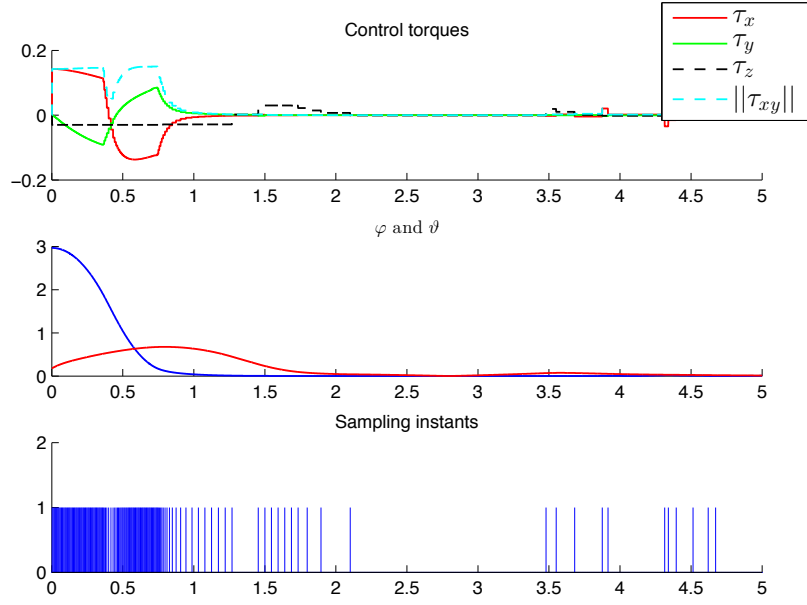 Control torques
τx
τy
τz
||τxy||
0.2
0
−0.2
0 0.5 1 1.5 2 2.5 3 3.5 4 4.5 5
φ and ϑ
3
2
1
0
0 0.5 1 1.5 2 2.5 3 3.5 4 4.5 5
Sampling instants
2
1
0
0 0.5 1 1.5 2 2.5 3 3.5 4 4.5 5